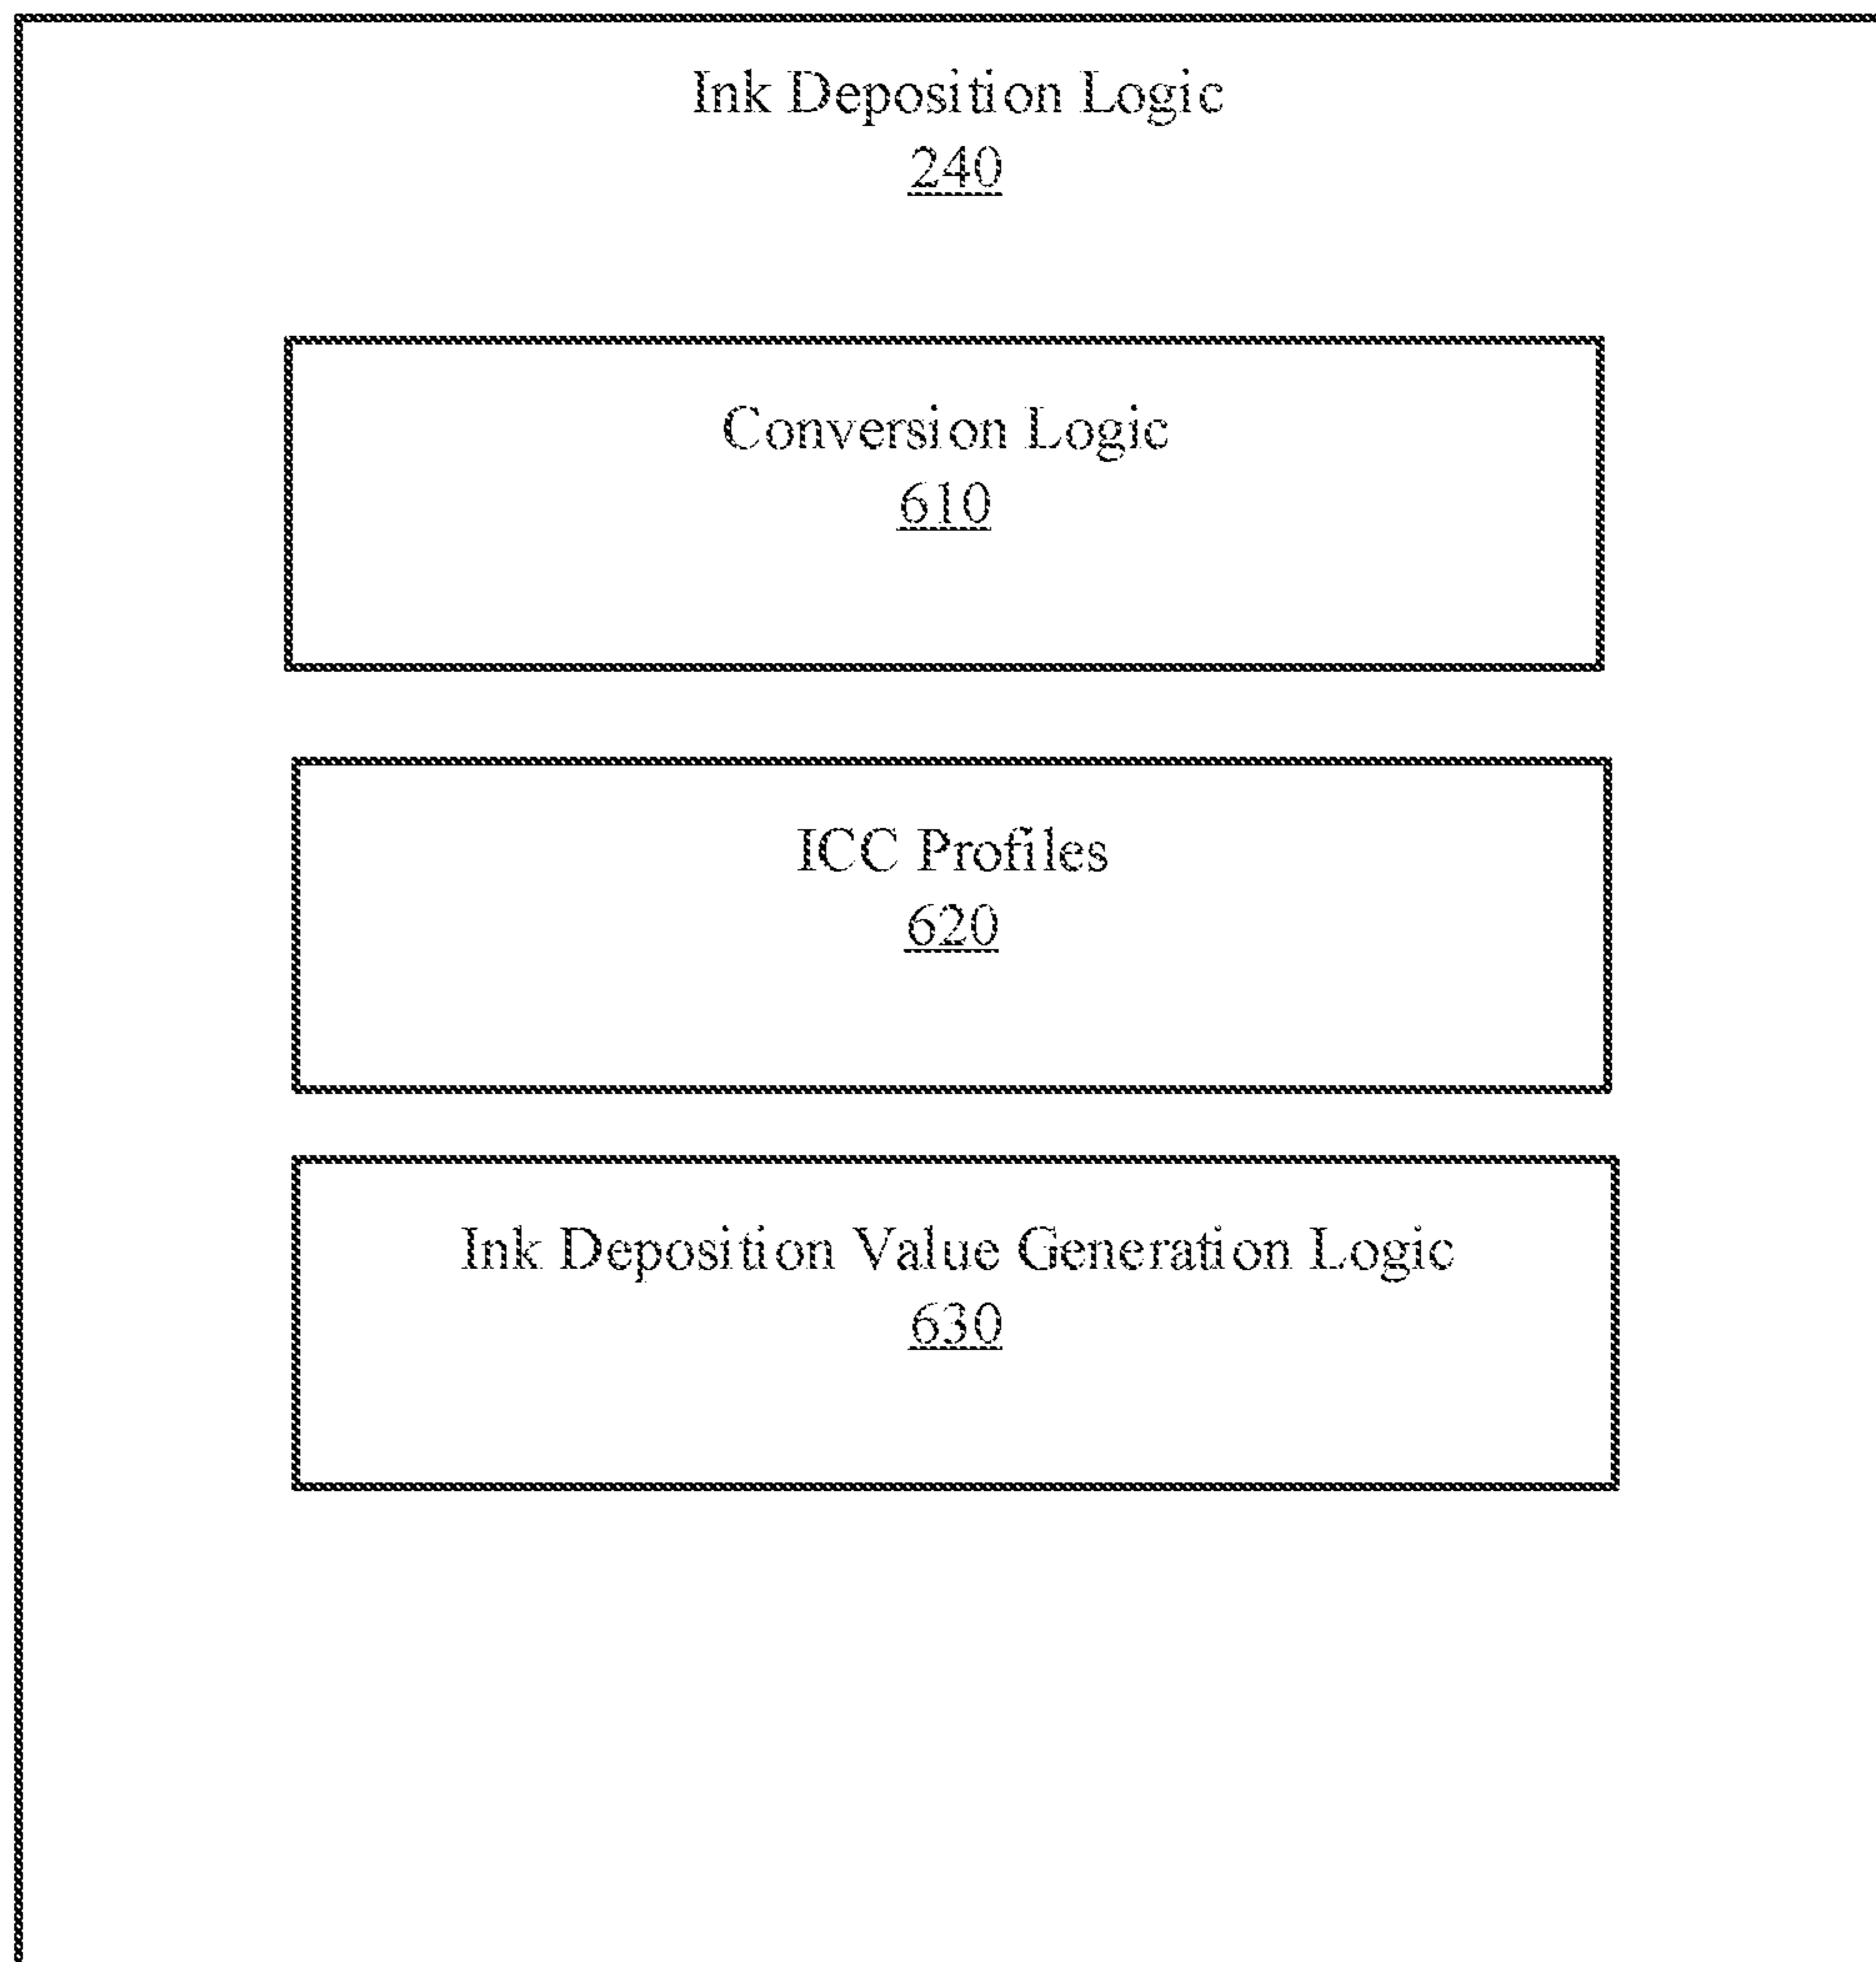 Ink Deposition Logic
240
Conversion Logic
610
ICC Profiles
620
Ink Deposition Value Generation Logic
630